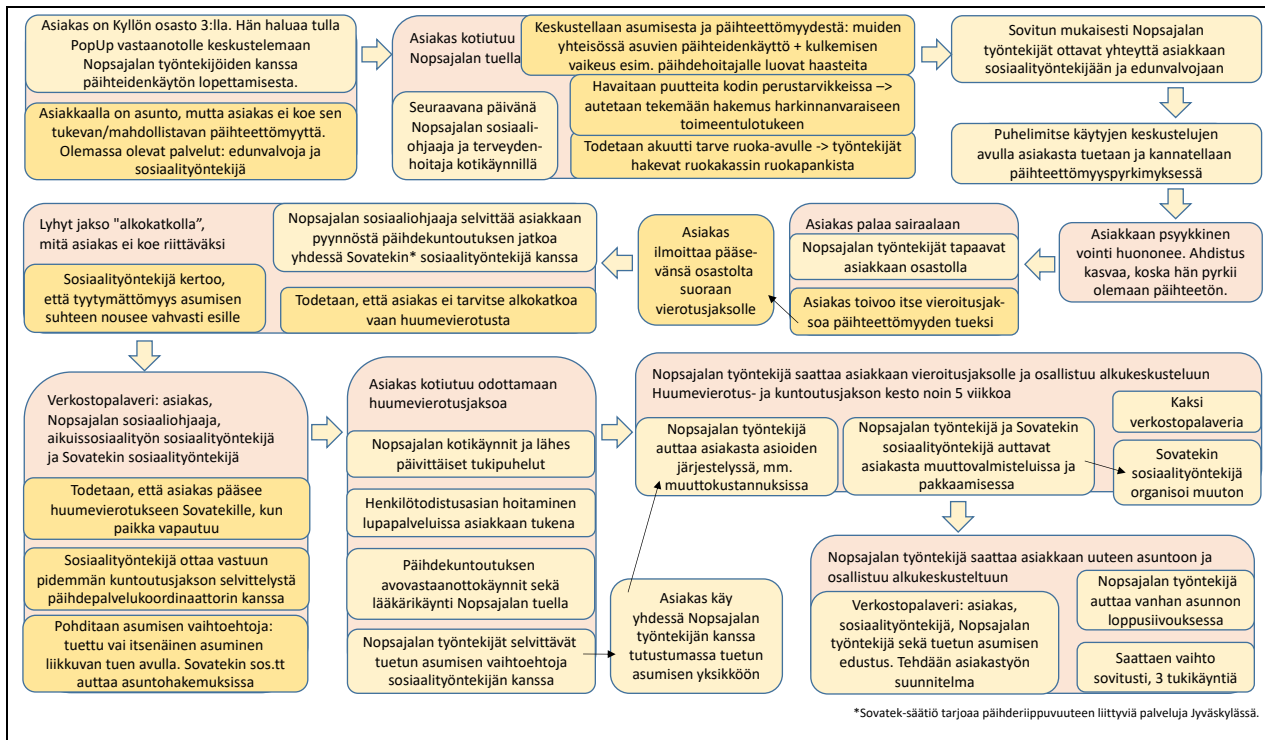 Asiakas on Kyllön osasto 3:lla. Hän haluaa tulla
PopUp vastaanotolle keskustelemaan
Nopsajalan työntekijöiden kanssa
päihteidenkäytön lopettamisesta.
Asiakkaalla on asunto, mutta asiakas ei koe sen
tukevan/mahdollistavan päihteettömyyttä.
Olemassa olevat palvelut: edunvalvoja ja
sosiaalityöntekijä
Asiakas kotiutuu
Nopsajalan tuella
Seuraavana päivänä
Nopsajalan sosiaali-
ohjaaja ja terveyden-
hoitaja kotikäynnillä
Keskustellaan asumisesta ja päihteettömyydestä: muiden
yhteisössä asuvien päihteidenkäyttö + kulkemisen
vaikeus esim. päihdehoitajalle luovat haasteita
Havaitaan puutteita kodin perustarvikkeissa –>
autetaan tekemään hakemus harkinnanvaraiseen
toimeentulotukeen
Todetaan akuutti tarve ruoka-avulle -> työntekijät
hakevat ruokakassin ruokapankista
Sovitun mukaisesti Nopsajalan
työntekijät ottavat yhteyttä asiakkaan
sosiaalityöntekijään ja edunvalvojaan
Puhelimitse käytyjen keskustelujen
avulla asiakasta tuetaan ja kannatellaan
päihteettömyyspyrkimyksessä
Asiakkaan psyykkinen
vointi huononee. Ahdistus
kasvaa, koska hän pyrkii
olemaan päihteetön.
Asiakas palaa sairaalaan
Nopsajalan työntekijät tapaavat
asiakkaan osastolla
Asiakas toivoo itse vieroitusjak-
soa päihteettömyyden tueksi
Asiakas
ilmoittaa pääse-
vänsä osastolta
suoraan
vierotusjaksolle
Lyhyt jakso "alkokatkolla”,
mitä asiakas ei koe riittäväksi
Nopsajalan sosiaaliohjaaja selvittää asiakkaan
pyynnöstä päihdekuntoutuksen jatkoa
yhdessä Sovatekin* sosiaalityöntekijä kanssa
Sosiaalityöntekijä kertoo,
että tyytymättömyys asumisen
suhteen nousee vahvasti esille
Todetaan, että asiakas ei tarvitse alkokatkoa
vaan huumevierotusta
Verkostopalaveri: asiakas,
Nopsajalan sosiaaliohjaaja,
aikuissosiaalityön sosiaalityöntekijä
ja Sovatekin sosiaalityöntekijä
Todetaan, että asiakas pääsee
huumevierotukseen Sovatekille, kun
paikka vapautuu
Sosiaalityöntekijä ottaa vastuun
pidemmän kuntoutusjakson selvittelystä
päihdepalvelukoordinaattorin kanssa
Pohditaan asumisen vaihtoehtoja:
tuettu vai itsenäinen asuminen
liikkuvan tuen avulla. Sovatekin sos.tt
auttaa asuntohakemuksissa
Asiakas kotiutuu odottamaan
huumevierotusjaksoa
Nopsajalan kotikäynnit ja lähes
päivittäiset tukipuhelut
Henkilötodistusasian hoitaminen
lupapalveluissa asiakkaan tukena
Päihdekuntoutuksen
avovastaanottokäynnit sekä
lääkärikäynti Nopsajalan tuella
Nopsajalan työntekijät selvittävät
tuetun asumisen vaihtoehtoja
sosiaalityöntekijän kanssa
Asiakas käy
yhdessä Nopsajalan
työntekijän kanssa
tutustumassa tuetun
asumisen yksikköön
Nopsajalan työntekijä saattaa asiakkaan vieroitusjaksolle ja osallistuu alkukeskusteluun
Huumevierotus- ja kuntoutusjakson kesto noin 5 viikkoa
Nopsajalan työntekijä
auttaa asiakasta asioiden
järjestelyssä, mm.
muuttokustannuksissa
Nopsajalan työntekijä ja Sovatekin
sosiaalityöntekijä auttavat
asiakasta muuttovalmisteluissa ja
pakkaamisessa
Kaksi
verkostopalaveria
Sovatekin
sosiaalityöntekijä
organisoi muuton
Nopsajalan työntekijä saattaa asiakkaan uuteen asuntoon ja
osallistuu alkukeskusteltuun
Verkostopalaveri: asiakas,
sosiaalityöntekijä, Nopsajalan
työntekijä sekä tuetun asumisen
edustus. Tehdään asiakastyön
suunnitelma
Nopsajalan työntekijä
auttaa vanhan asunnon
loppusiivouksessa
Saattaen vaihto
sovitusti, 3 tukikäyntiä
*Sovatek-säätiö tarjoaa päihderiippuvuuteen liittyviä palveluja Jyväskylässä.